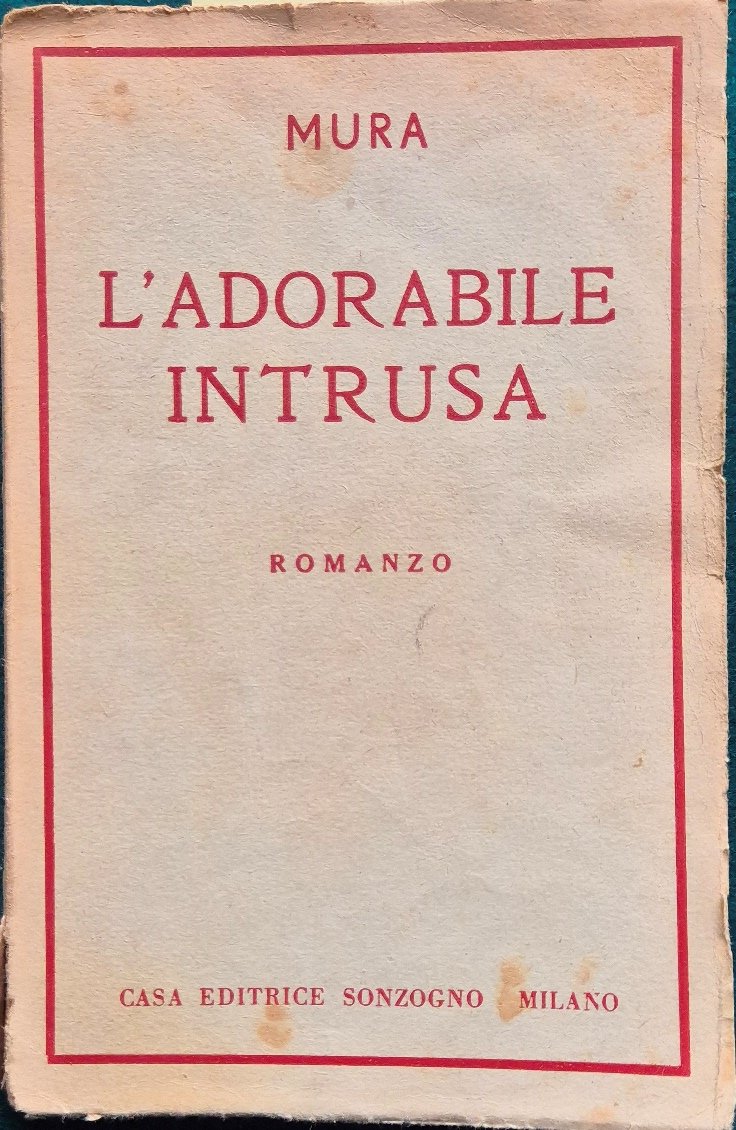 MURA
L'ADORABILE
INTRUSA
ROMANZO
CASA EDITRICE SONZOGNO MILANO